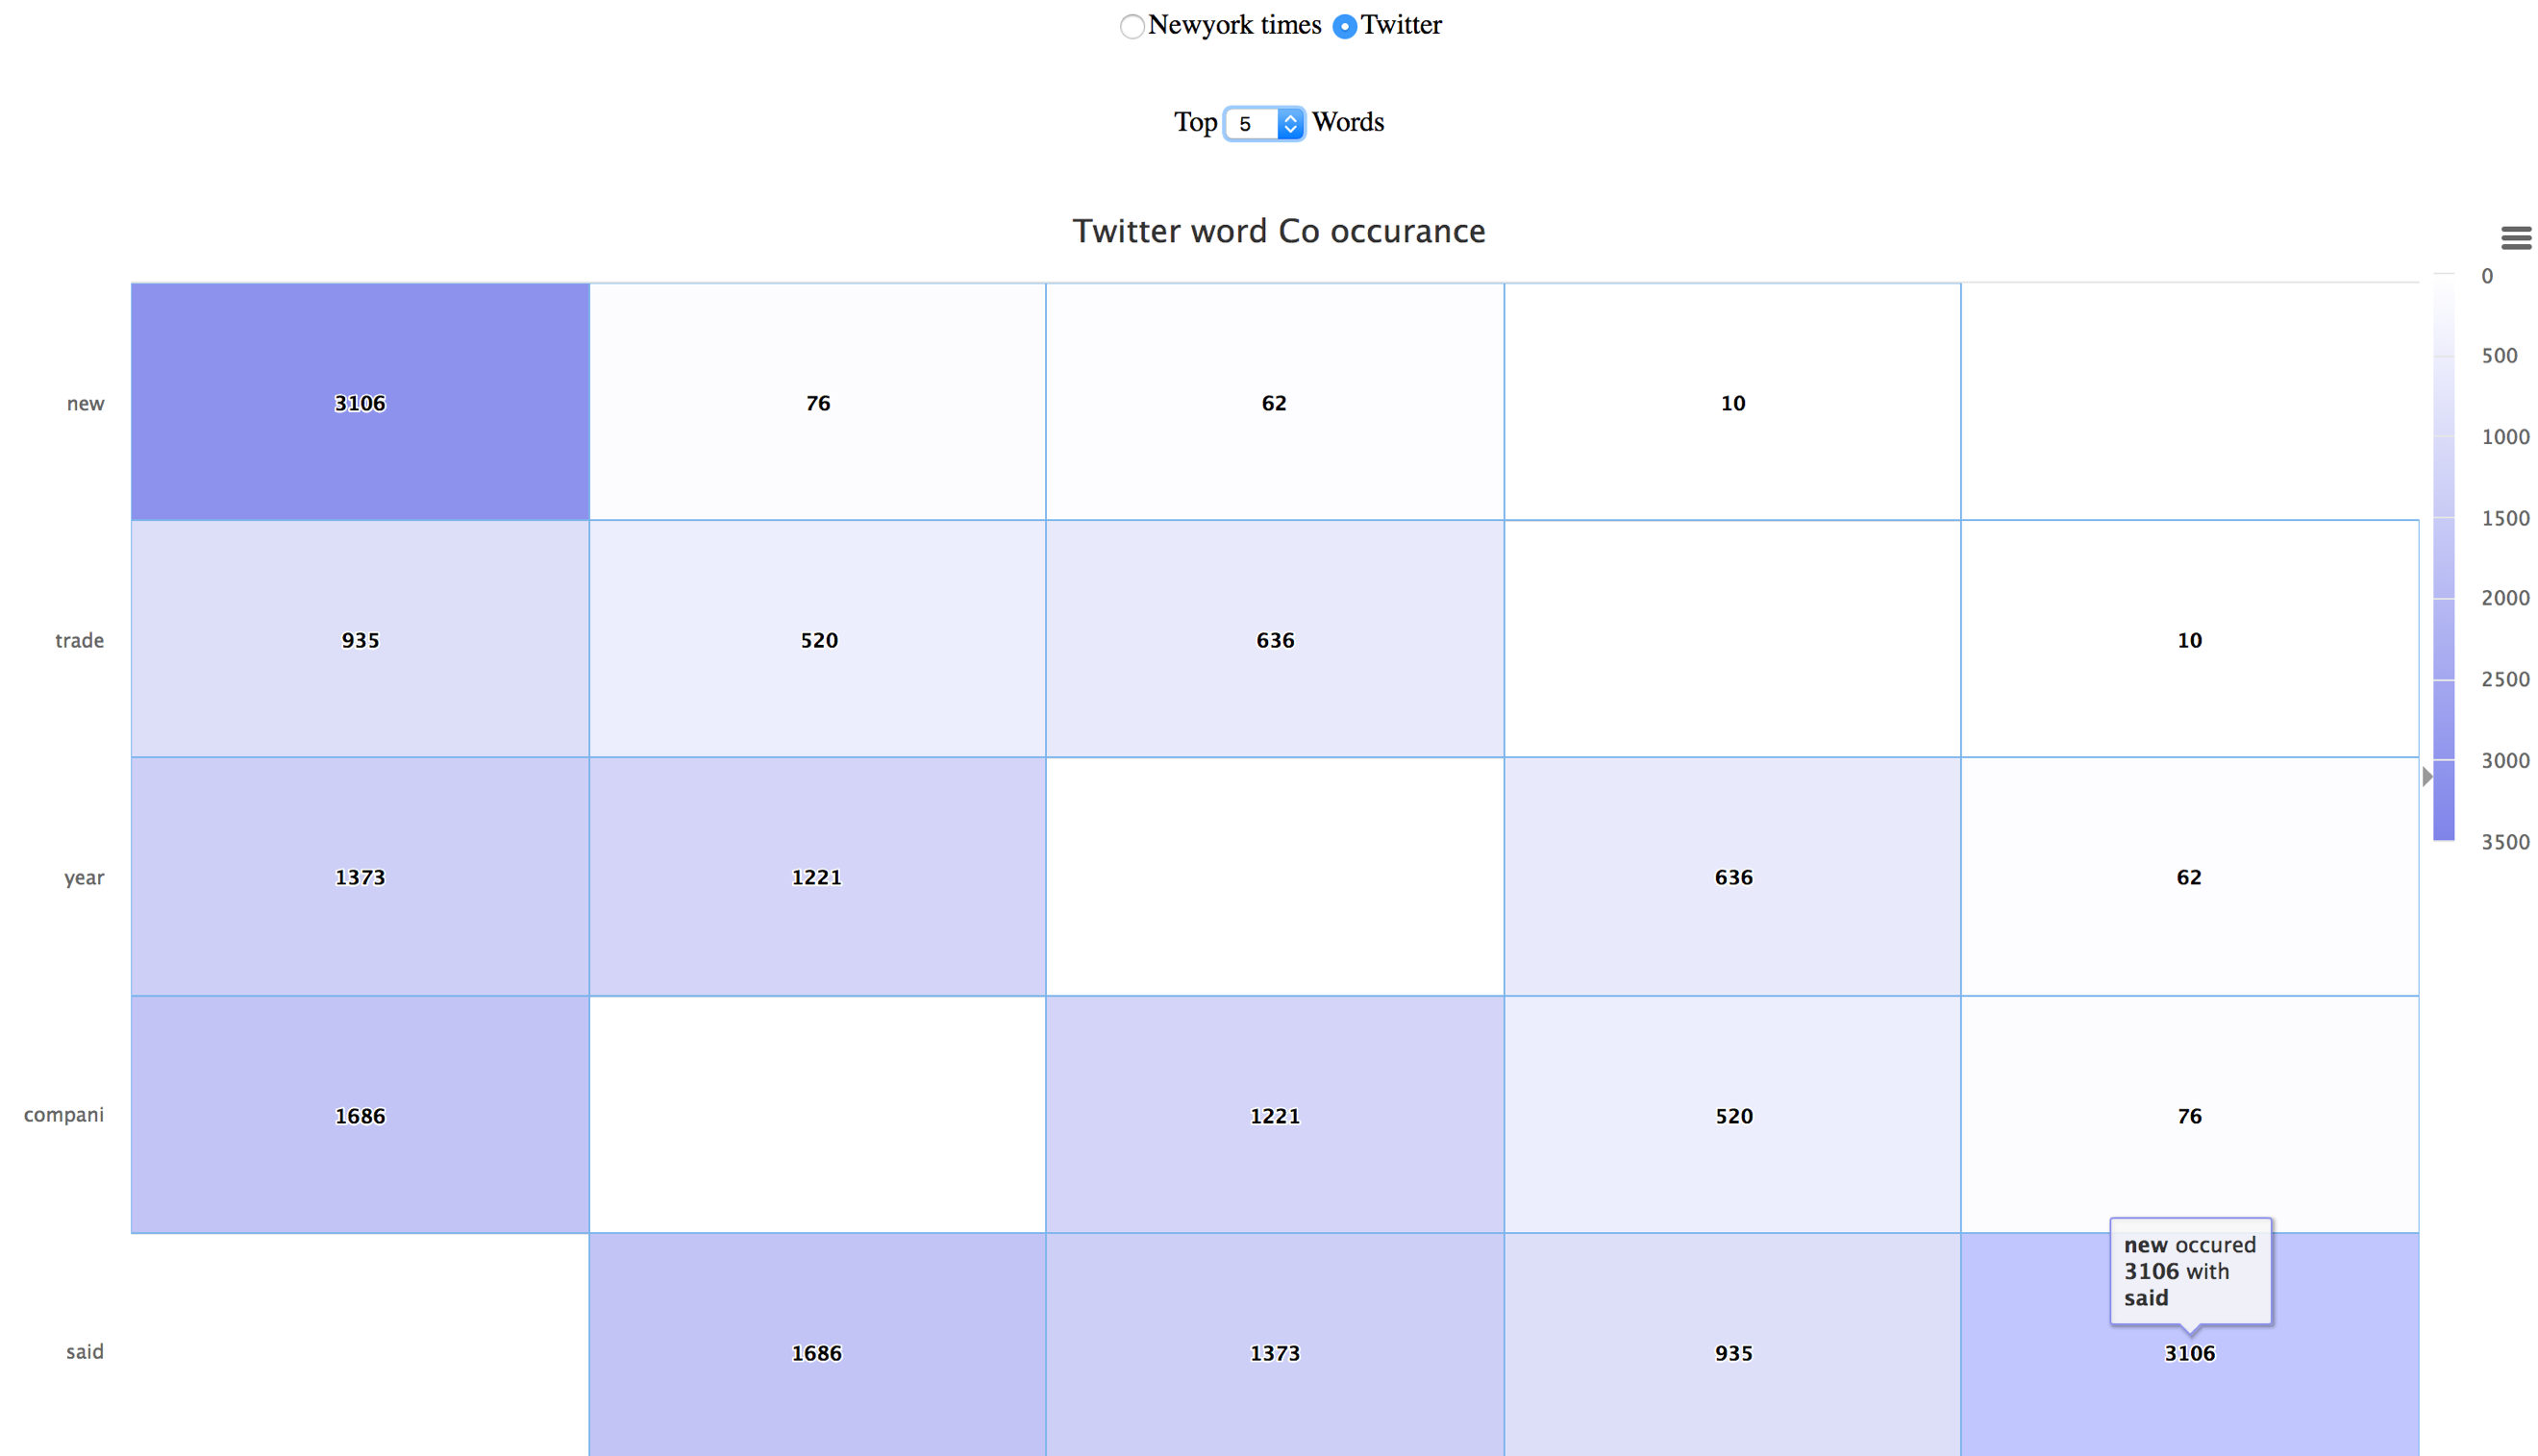 Newyork times Twitter
Top 5 Words
Twitter word Co occurance
0
500
1000
1500
2000
2500
3000
3500
new 3106 76 62 10
trade 935 520 636 10
year 1373 1221 636 62
compani 1686 1221 520 76
new occured
3106 with
said
said 1686 1373 935 3106